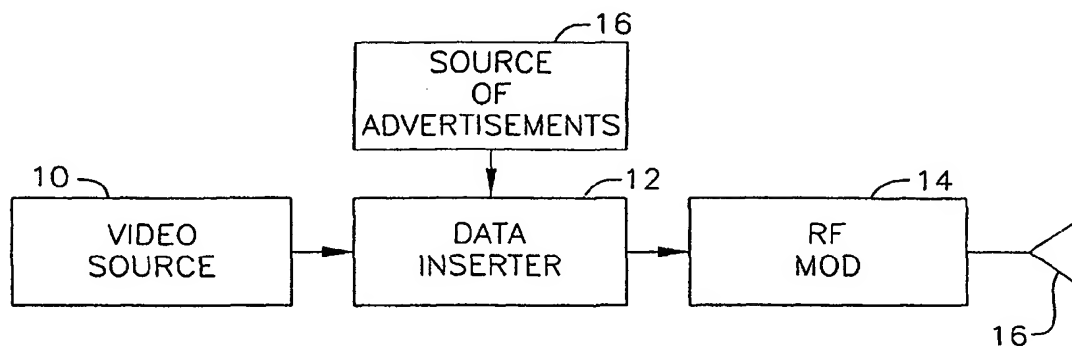 16
SOURCE
OF
ADVERTISEMENTS
10
12
14
VIDEO
SOURCE
DATA
INSERTER
RF
MOD
16